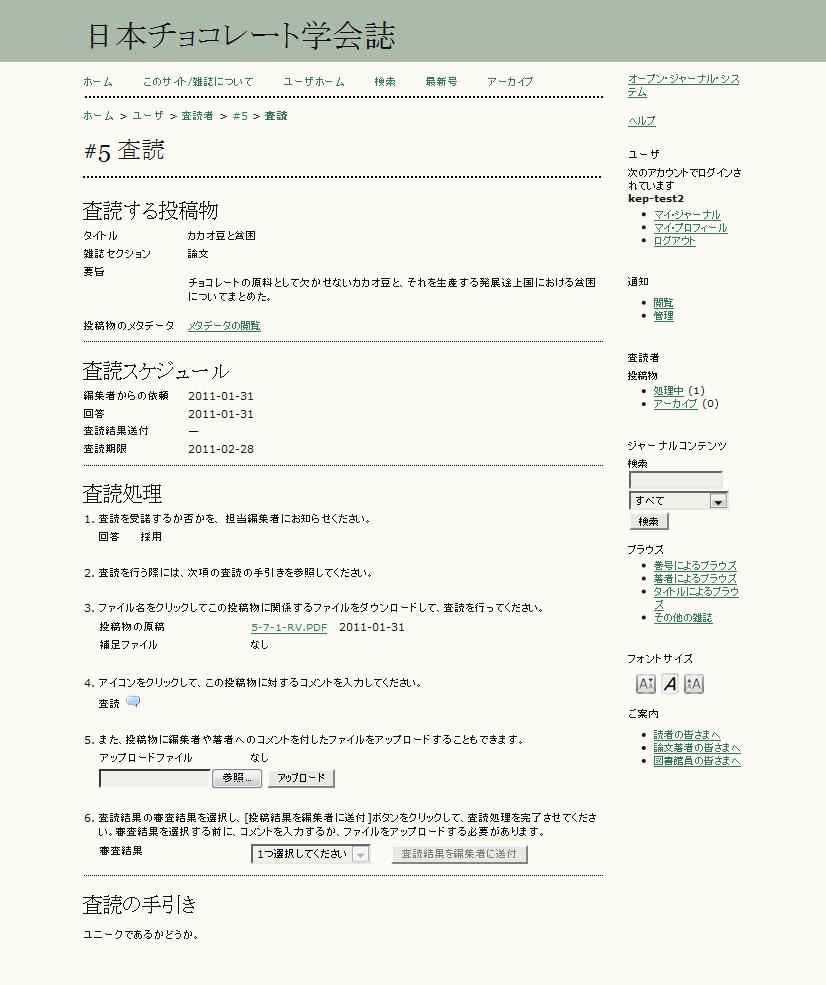 日本チョコレート学会誌
ホーム このサイト/雑誌について ユーザホーム 検索 最新号 アーカイブ
ホーム > ユーザ > 査読者 > #5 > 査読
#5 査読
査読する投稿物
タイトル カカオ豆と貧困
雑誌セクション 論文
要旨
チョコレートの原料として欠かせないカカオ豆と、それを生産する発展途上国における貧困
についてまとめた。
投稿物のメタデータ メタデータの閲覧
査読スケジュール
編集者からの依頼 2011-01-31
回答 2011-01-31
査読結果送付 —
査読期限 2011-02-28
査読処理
1. 査読を受諾するか否かを、担当編集者にお知らせください。
回答 採用
2. 査読を行う際には、次項の査読の手引きを参照してください。
3. ファイル名をクリックしてこの投稿物に関係するファイルをダウンロードして、査読を行ってください。
投稿物の原稿 5-7-1-RV.PDF 2011-01-31
補足ファイル なし
4. アイコンをクリックして、この投稿物に対するコメントを入力してください。
査読
5. また、投稿物に編集者や著者へのコメントを付したファイルをアップロードすることもできます。
アップロードファイル なし
参照... アップロード
6. 査読結果の審査結果を選択し、[投稿結果を編集者に送付]ボタンをクリックして、査読処理を完了させてくださ
い。審査結果を選択する前に、コメントを入力するか、ファイルをアップロードする必要があります。
審査結果 1つ選択してください 査読結果を編集者に送付
査読の手引き
ユニークであるかどうか。
オープン・ジャーナル・シス
テム
ヘルプ
ユーザ
次のアカウントでログインさ
れています
kep-test2
マイ・ジャーナル
マイ・プロフィール
ログアウト
通知
閲覧
管理
査読者
投稿物
処理中 (1)
アーカイブ (0)
ジャーナルコンテンツ
検索
すべて
検索
ブラウズ
巻号によるブラウズ
著者によるブラウズ
タイトルによるブラウ
ズ
その他の雑誌
フォントサイズ
A A A
ご案内
読者の皆さまへ
論文著者の皆さまへ
図書館員の皆さまへ